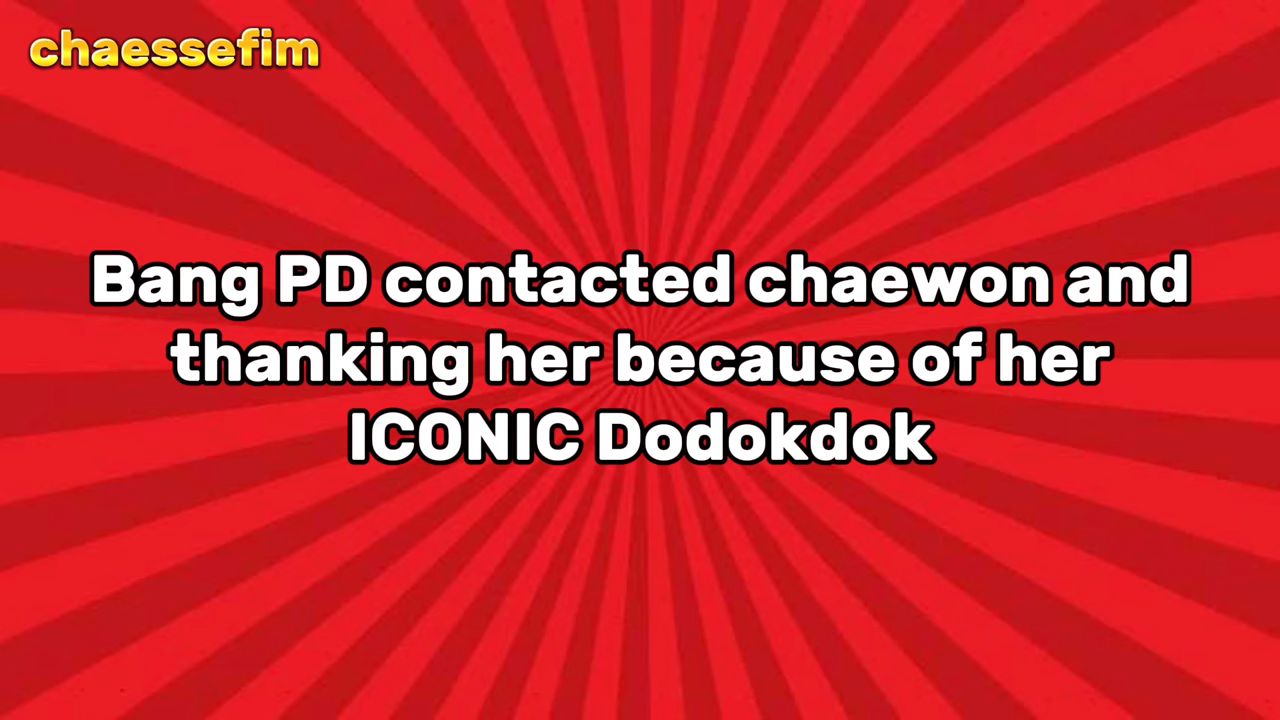 chaessefim
Bang PD contacted chaewon and
thanking her because of her
ICONIC Dodokdok